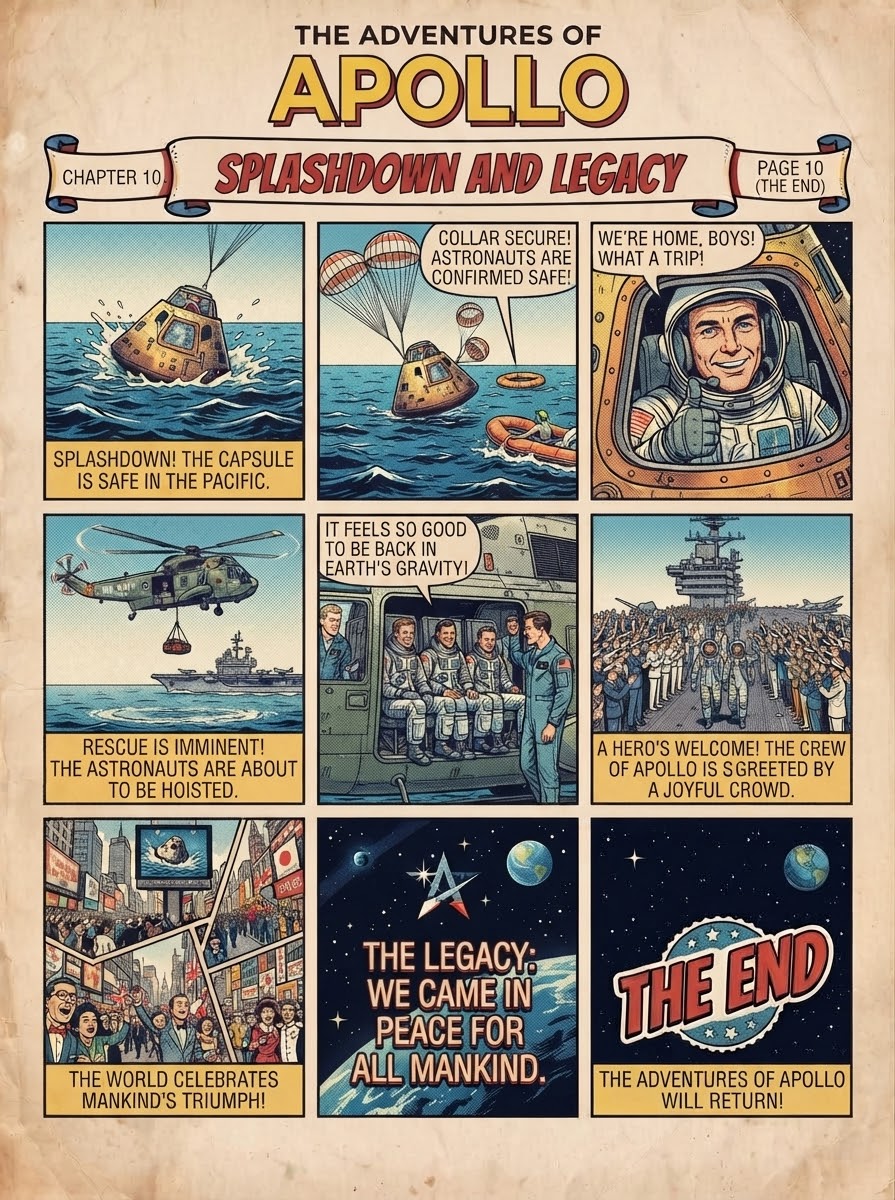 THE ADVENTURES OF
APOLLO
CHAPTER 10
SPLASHDOWN AND LEGACY
PAGE 10
(THE END)
SPLASHDOWN! THE CAPSULE
IS SAFE IN THE PACIFIC.
COLLAR SECURE!
ASTRONAUTS ARE
CONFIRMED SAFE!
WE'RE HOME, BOYS!
WHAT A TRIP!
RESCUE IS IMMINENT!
THE ASTRONAUTS ARE ABOUT
TO BE HOISTED.
IT FEELS SO GOOD
TO BE BACK IN
EARTH'S GRAVITY!
A HERO'S WELCOME! THE CREW
OF APOLLO IS SGREETED BY
A JOYFUL CROWD.
THE WORLD CELEBRATES
MANKIND'S TRIUMPH!
THE LEGACY:
WE CAME IN
PEACE FOR
ALL MANKIND.
THE END
THE ADVENTURES OF APOLLO
WILL RETURN!